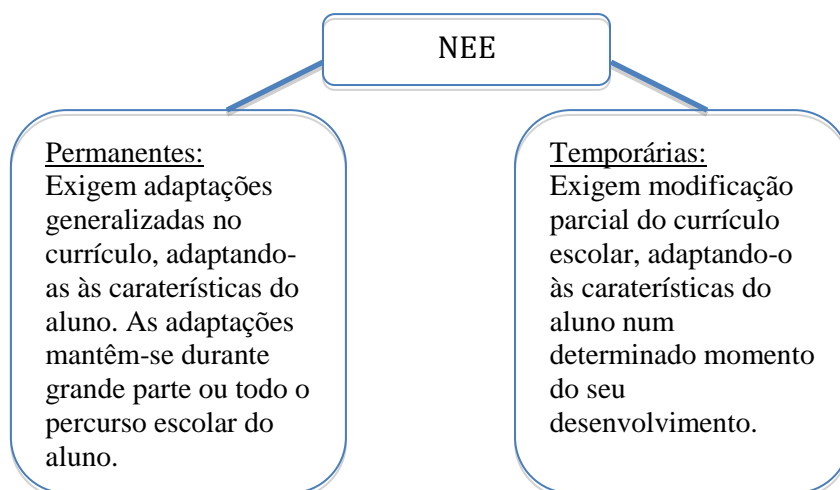 NEE
Permanentes:
Exigem adaptações
generalizadas no
currículo, adaptando-
as às caraterísticas do
aluno. As adaptações
mantêm-se durante
grande parte ou todo o
percurso escolar do
aluno.
Temporárias:
Exigem modificação
parcial do currículo
escolar, adaptando-o
às caraterísticas do
aluno num
determinado momento
do seu
desenvolvimento.